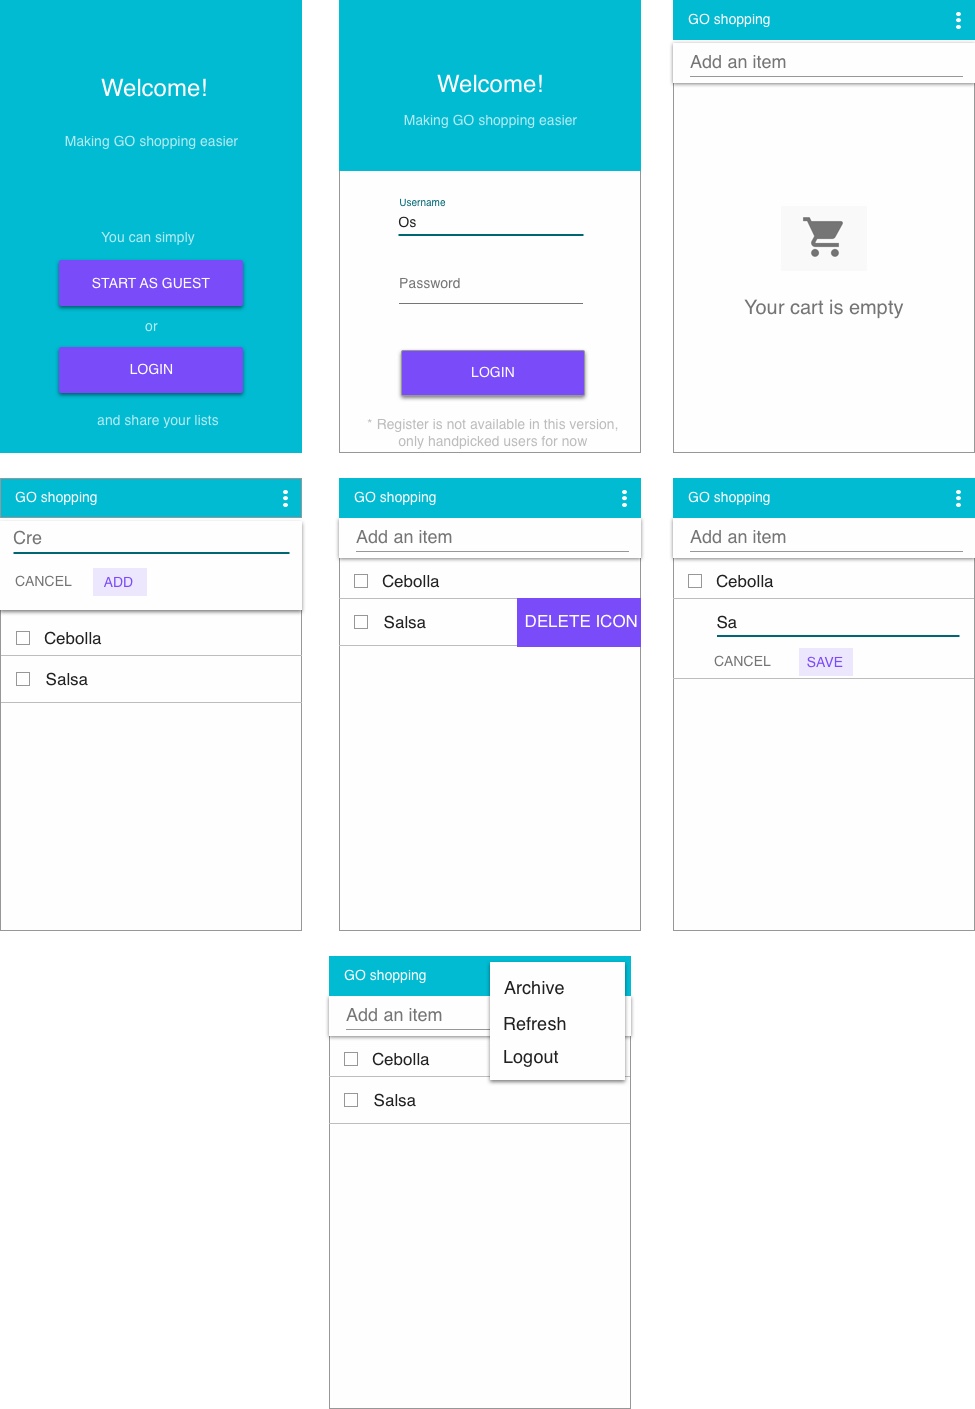 Welcome!
Making GO shopping easier
You can simply
START AS GUEST
or
LOGIN
and share your lists
Welcome!
Making GO shopping easier
Username
Os
Password
LOGIN
* Register is not available in this version,
only handpicked users for now
GO shopping
Add an item
Your cart is empty
GO shopping
Cre
CANCEL ADD
Cebolla
Salsa
GO shopping
Add an item
Cebolla
Salsa DELETE ICON
GO shopping
Add an item
Cebolla
Sa
CANCEL SAVE
GO shopping
Add an item
Cebolla
Salsa
Archive
Refresh
Logout